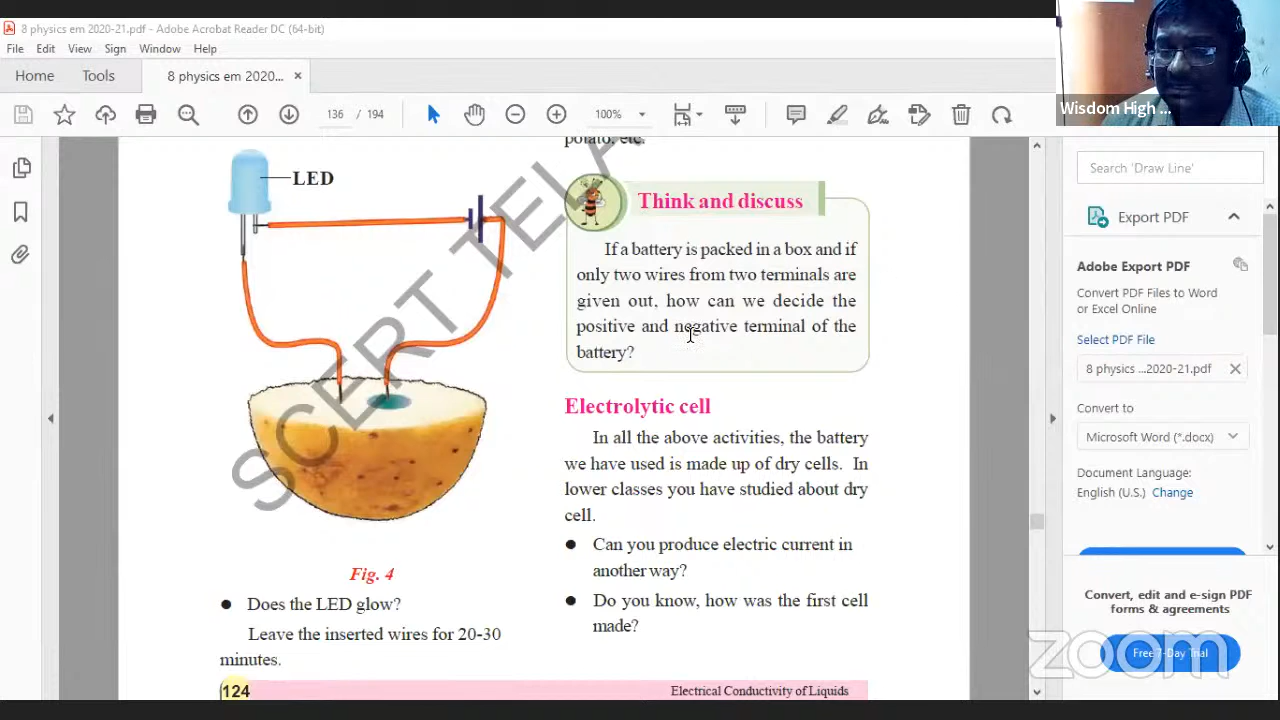 8 physics em 2020-21.pdf - Adobe Acrobat Reader DC (64-bit)
File Edit View Sign Window Help
Home Tools 8 physics em 2020... ×
136 / 194 100%
Wisdom High ...
potato, etc.
LED
SCERT TELA
Think and discuss
If a battery is packed in a box and if
only two wires from two terminals are
given out, how can we decide the
positive and negative terminal of the
battery?
Electrolytic cell
In all the above activities, the battery
we have used is made up of dry cells. In
lower classes you have studied about dry
cell.
● Can you produce electric current in
another way?
● Do you know, how was the first cell
made?
Fig. 4
● Does the LED glow?
Leave the inserted wires for 20-30
minutes.
124
Electrical Conductivity of Liquids
Search 'Draw Line'
Export PDF
Adobe Export PDF
Convert PDF Files to Word
or Excel Online
Select PDF File
8 physics ...2020-21.pdf
Convert to
Microsoft Word (*.docx)
Document Language:
English (U.S.) Change
Convert, edit and e-sign PDF
forms & agreements
Free 7-Day Trial
zoom